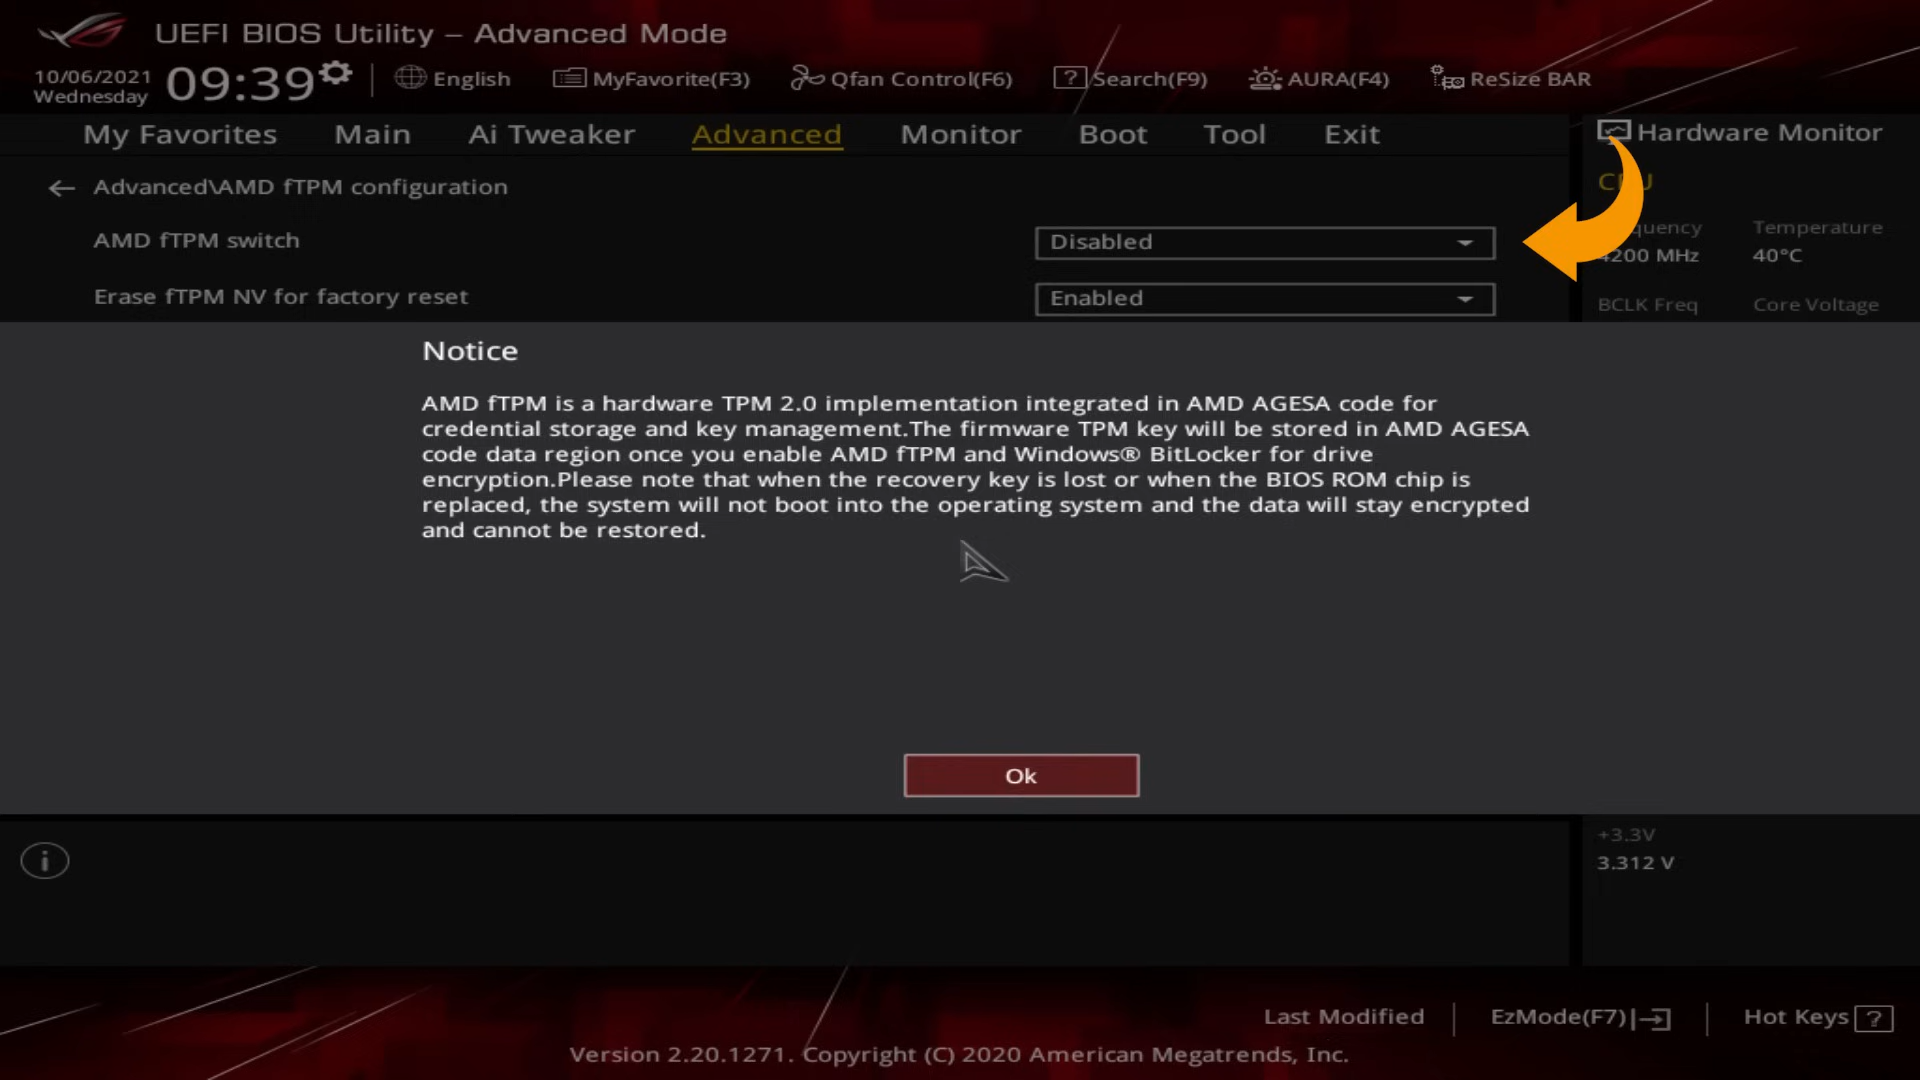 UEFI BIOS Utility – Advanced Mode
10/06/2021
Wednesday
09:39
English
MyFavorite(F3)
Qfan Control(F6)
? Search(F9)
AURA(F4)
ReSize BAR
My Favorites
Main
Ai Tweaker
Advanced
Monitor
Boot
Tool
Exit
Hardware Monitor
Advanced\AMD fTPM configuration
AMD fTPM switch
Disabled
Erase fTPM NV for factory reset
Enabled
Temperature
4200 MHz
40°C
BCLK Freq
Core Voltage
Notice
AMD fTPM is a hardware TPM 2.0 implementation integrated in AMD AGESA code for
credential storage and key management.The firmware TPM key will be stored in AMD AGESA
code data region once you enable AMD fTPM and Windows® BitLocker for drive
encryption.Please note that when the recovery key is lost or when the BIOS ROM chip is
replaced, the system will not boot into the operating system and the data will stay encrypted
and cannot be restored.
Ok
+3.3V
3.312 V
Last Modified
EzMode(F7)
Hot Keys ?
Version 2.20.1271. Copyright (C) 2020 American Megatrends, Inc.